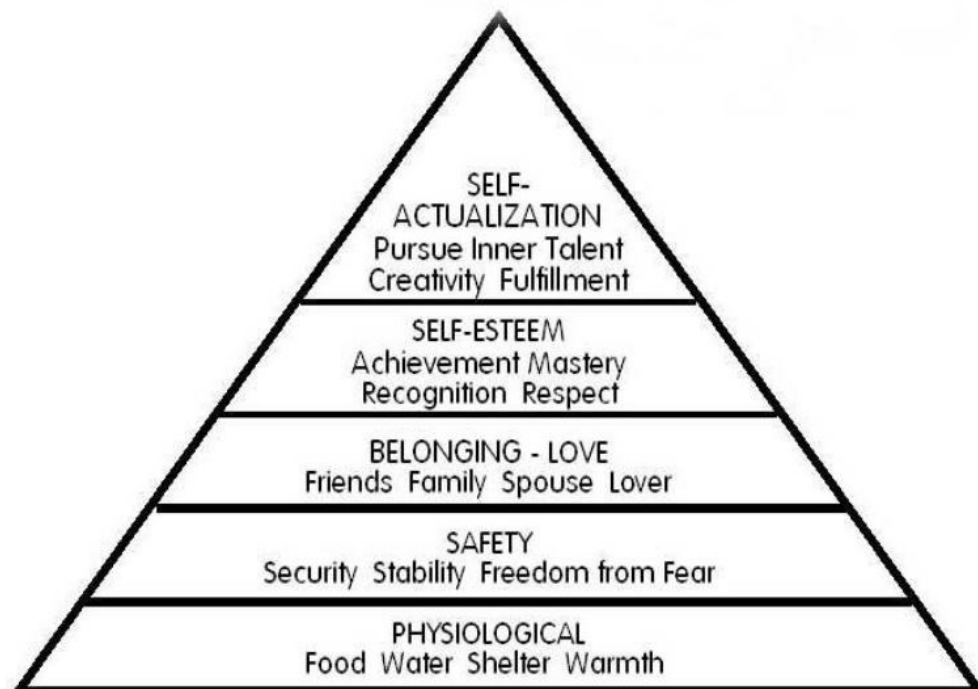 SELF-
ACTUALIZATION
Pursue Inner Talent
Creativity Fulfillment
SELF-ESTEEM
Achievement Mastery
Recognition Respect
BELONGING - LOVE
Friends Family Spouse Lover
SAFETY
Security Stability Freedom from Fear
PHYSIOLOGICAL
Food Water Shelter Warmth